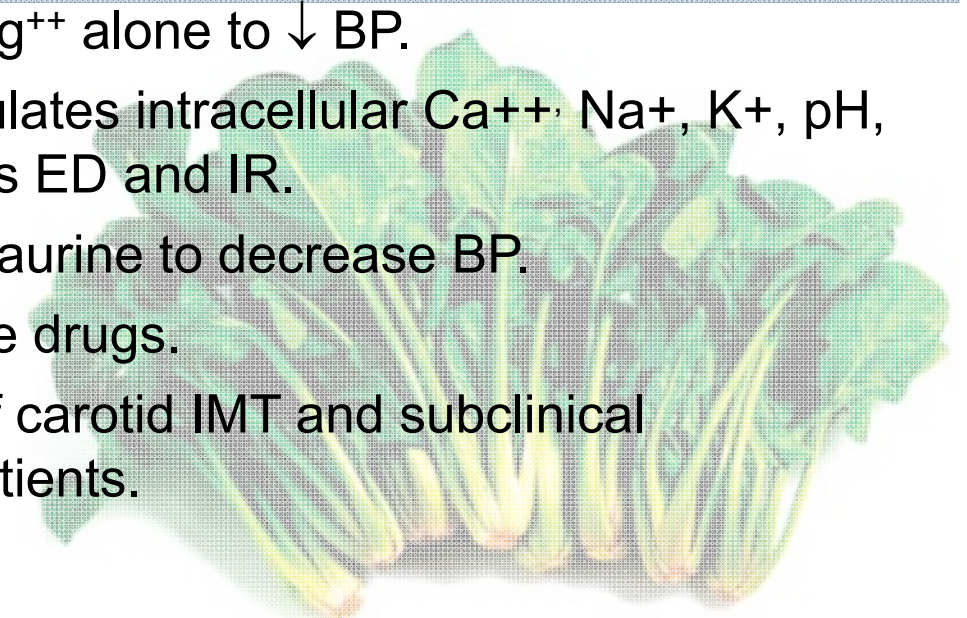 g⁺⁺ alone to ↓ BP.
ulates intracellular Ca++, Na+, K+, pH,
s ED and IR.
aurine to decrease BP.
e drugs.
f carotid IMT and subclinical
tients.